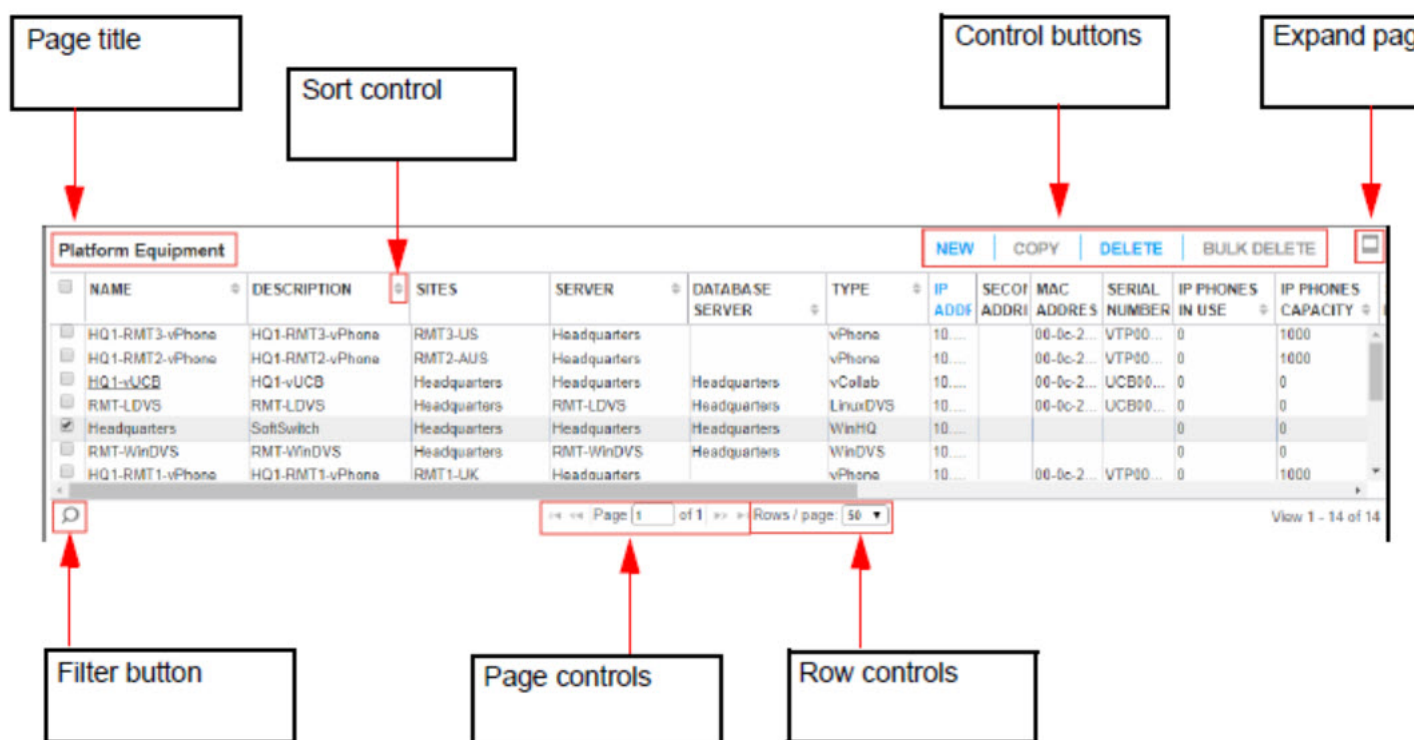 Page title
Control buttons
Expand pag
Sort control
Platform Equipment
NEW COPY DELETE BULK DELETE
NAME DESCRIPTION SITES SERVER DATABASE SERVER TYPE IP ADDF SECOI ADDRI MAC ADDRES SERIAL NUMBER IP PHONES IN USE IP PHONES CAPACITY
HQ1-RMT3-vPhone HQ1-RMT3-vPhone RMT3-US Headquarters vPhone 10.... 00-0c-2... VTP00... 0 1000
HQ1-RMT2-vPhone HQ1-RMT2-vPhone RMT2-AUS Headquarters vPhone 10.... 00-0c-2... VTP00... 0 1000
HQ1-vUCB HQ1-vUCB Headquarters Headquarters Headquarters vCollab 10.... 00-0c-2... UCB00... 0 0
RMT-LDVS RMT-LDVS Headquarters RMT-LDVS Headquarters LinuxDVS 10.... 00-0c-2... UCB00... 0 0
Headquarters SoftSwitch Headquarters Headquarters Headquarters WinHQ 10.... 0 0
RMT-WinDVS RMT-WinDVS Headquarters RMT-WinDVS Headquarters WinDVS 10.... 0 0
HQ1-RMT1-vPhone HQ1-RMT1-vPhone RMT1-UK Headquarters vPhone 10.... 00-0c-2... VTP00... 0 1000
Page 1 of 1 Rows / page: 50 View 1 - 14 of 14
Filter button
Page controls
Row controls